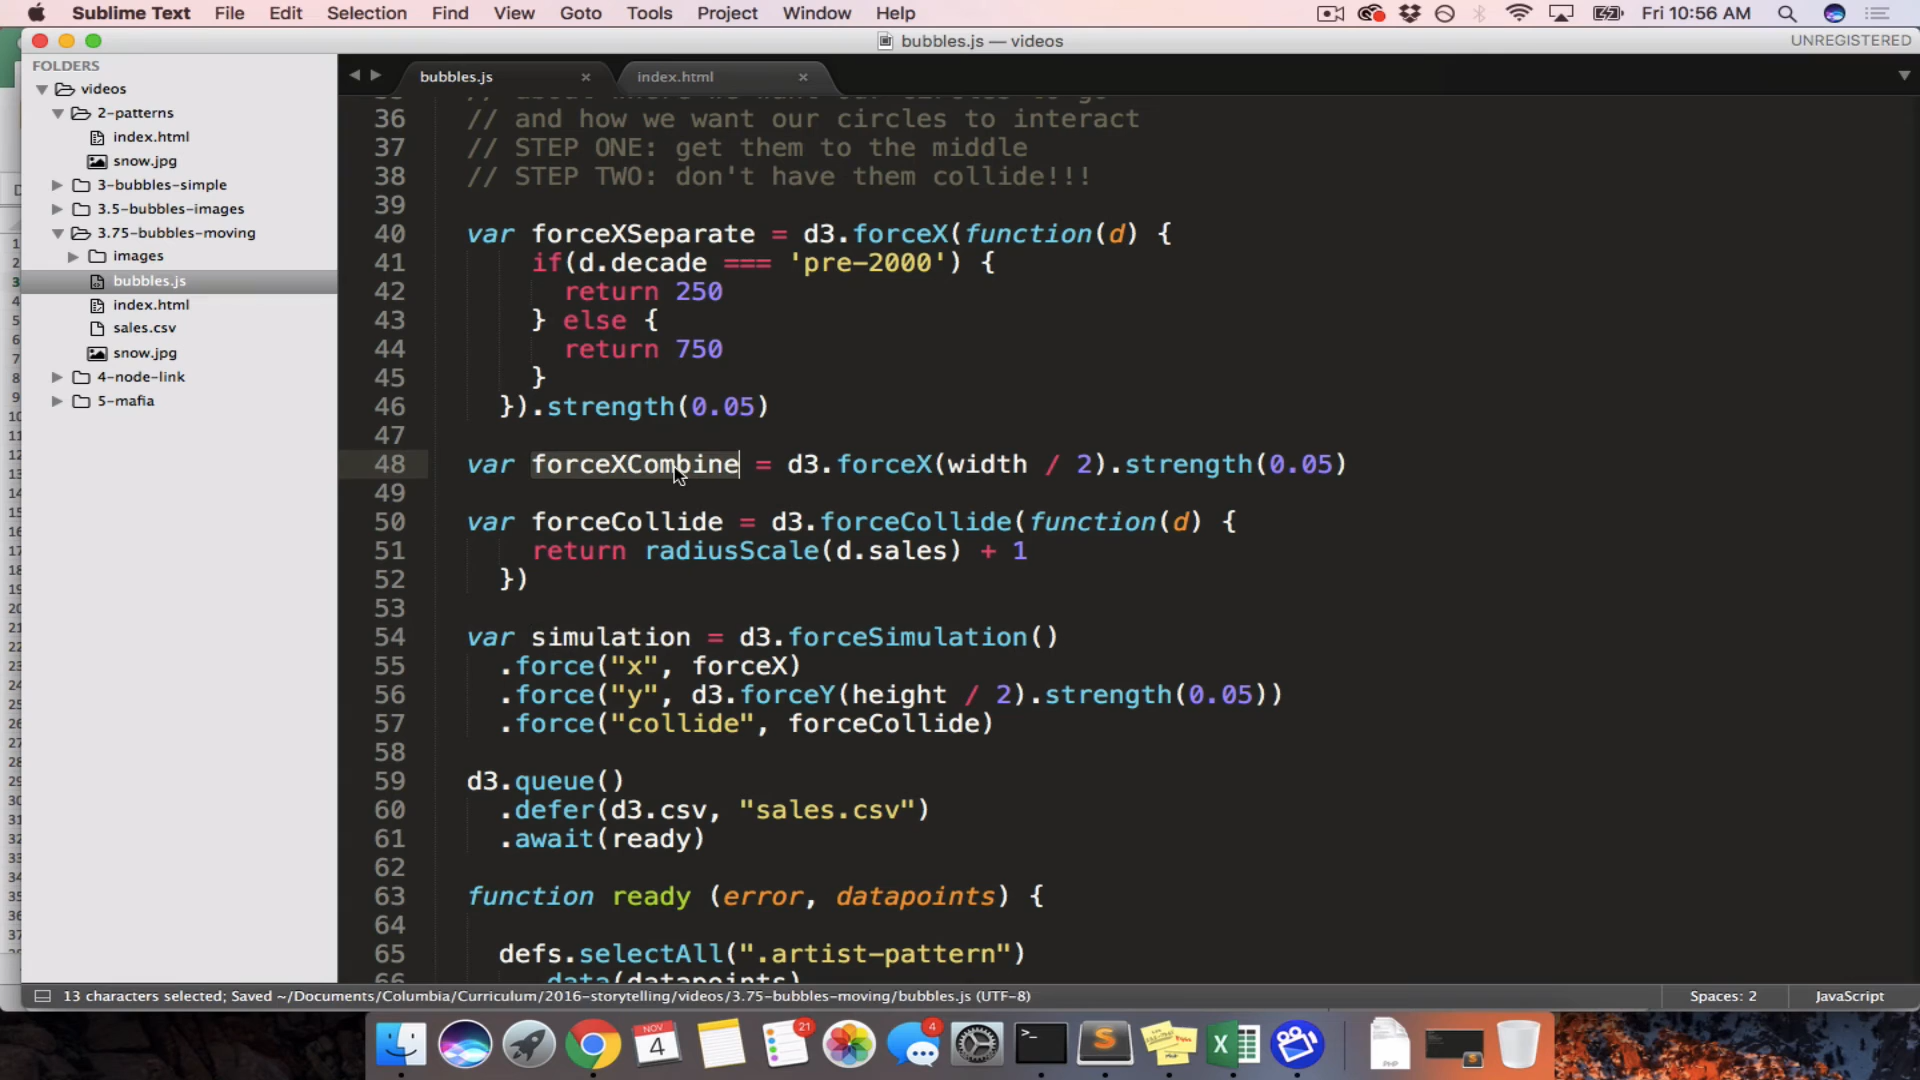 Sublime Text File Edit Selection Find View Goto Tools Project Window Help Fri 10:56 AM
bubbles.js — videos UNREGISTERED
FOLDERS
videos
2-patterns
index.html
snow.jpg
3-bubbles-simple
3.5-bubbles-images
3.75-bubbles-moving
images
bubbles.js
index.html
sales.csv
snow.jpg
4-node-link
5-mafia
bubbles.js × index.html ×
36 // and how we want our circles to interact
37 // STEP ONE: get them to the middle
38 // STEP TWO: don't have them collide!!!
39
40 var forceXSeparate = d3.forceX(function(d) {
41 if(d.decade === 'pre-2000') {
42 return 250
43 } else {
44 return 750
45 }
46 }).strength(0.05)
47
48 var forceXCombine = d3.forceX(width / 2).strength(0.05)
49
50 var forceCollide = d3.forceCollide(function(d) {
51 return radiusScale(d.sales) + 1
52 })
53
54 var simulation = d3.forceSimulation()
55 .force("x", forceX)
56 .force("y", d3.forceY(height / 2).strength(0.05))
57 .force("collide", forceCollide)
58
59 d3.queue()
60 .defer(d3.csv, "sales.csv")
61 .await(ready)
62
63 function ready (error, datapoints) {
64
65 defs.selectAll(".artist-pattern")
66 .data(datapoints)
13 characters selected; Saved ~/Documents/Columbia/Curriculum/2016-storytelling/videos/3.75-bubbles-moving/bubbles.js (UTF-8) Spaces: 2 JavaScript
NOV
4
21
4
PHP